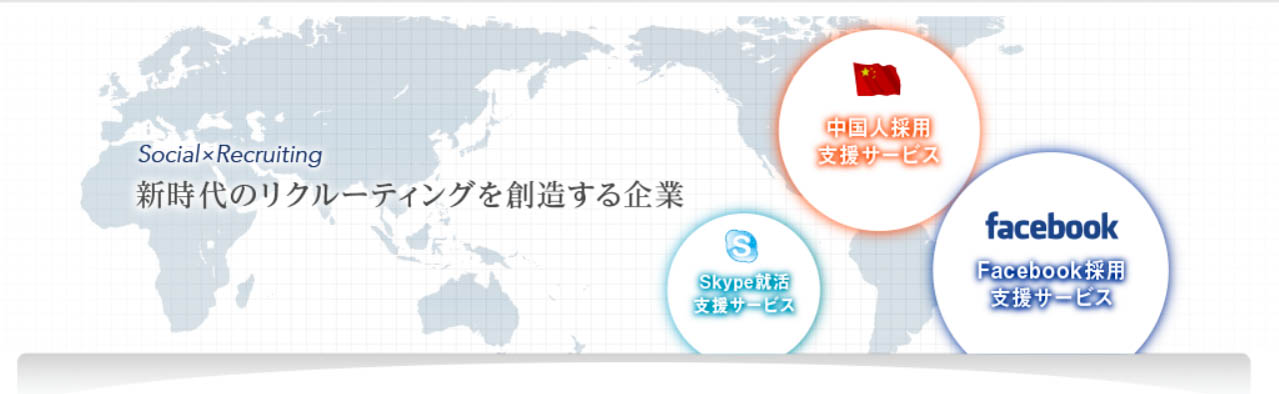 Social×Recruiting
新時代のリクルーティングを創造する企業
中国人採用
支援サービス
facebook
Facebook採用
支援サービス
S
Skype就活
支援サービス